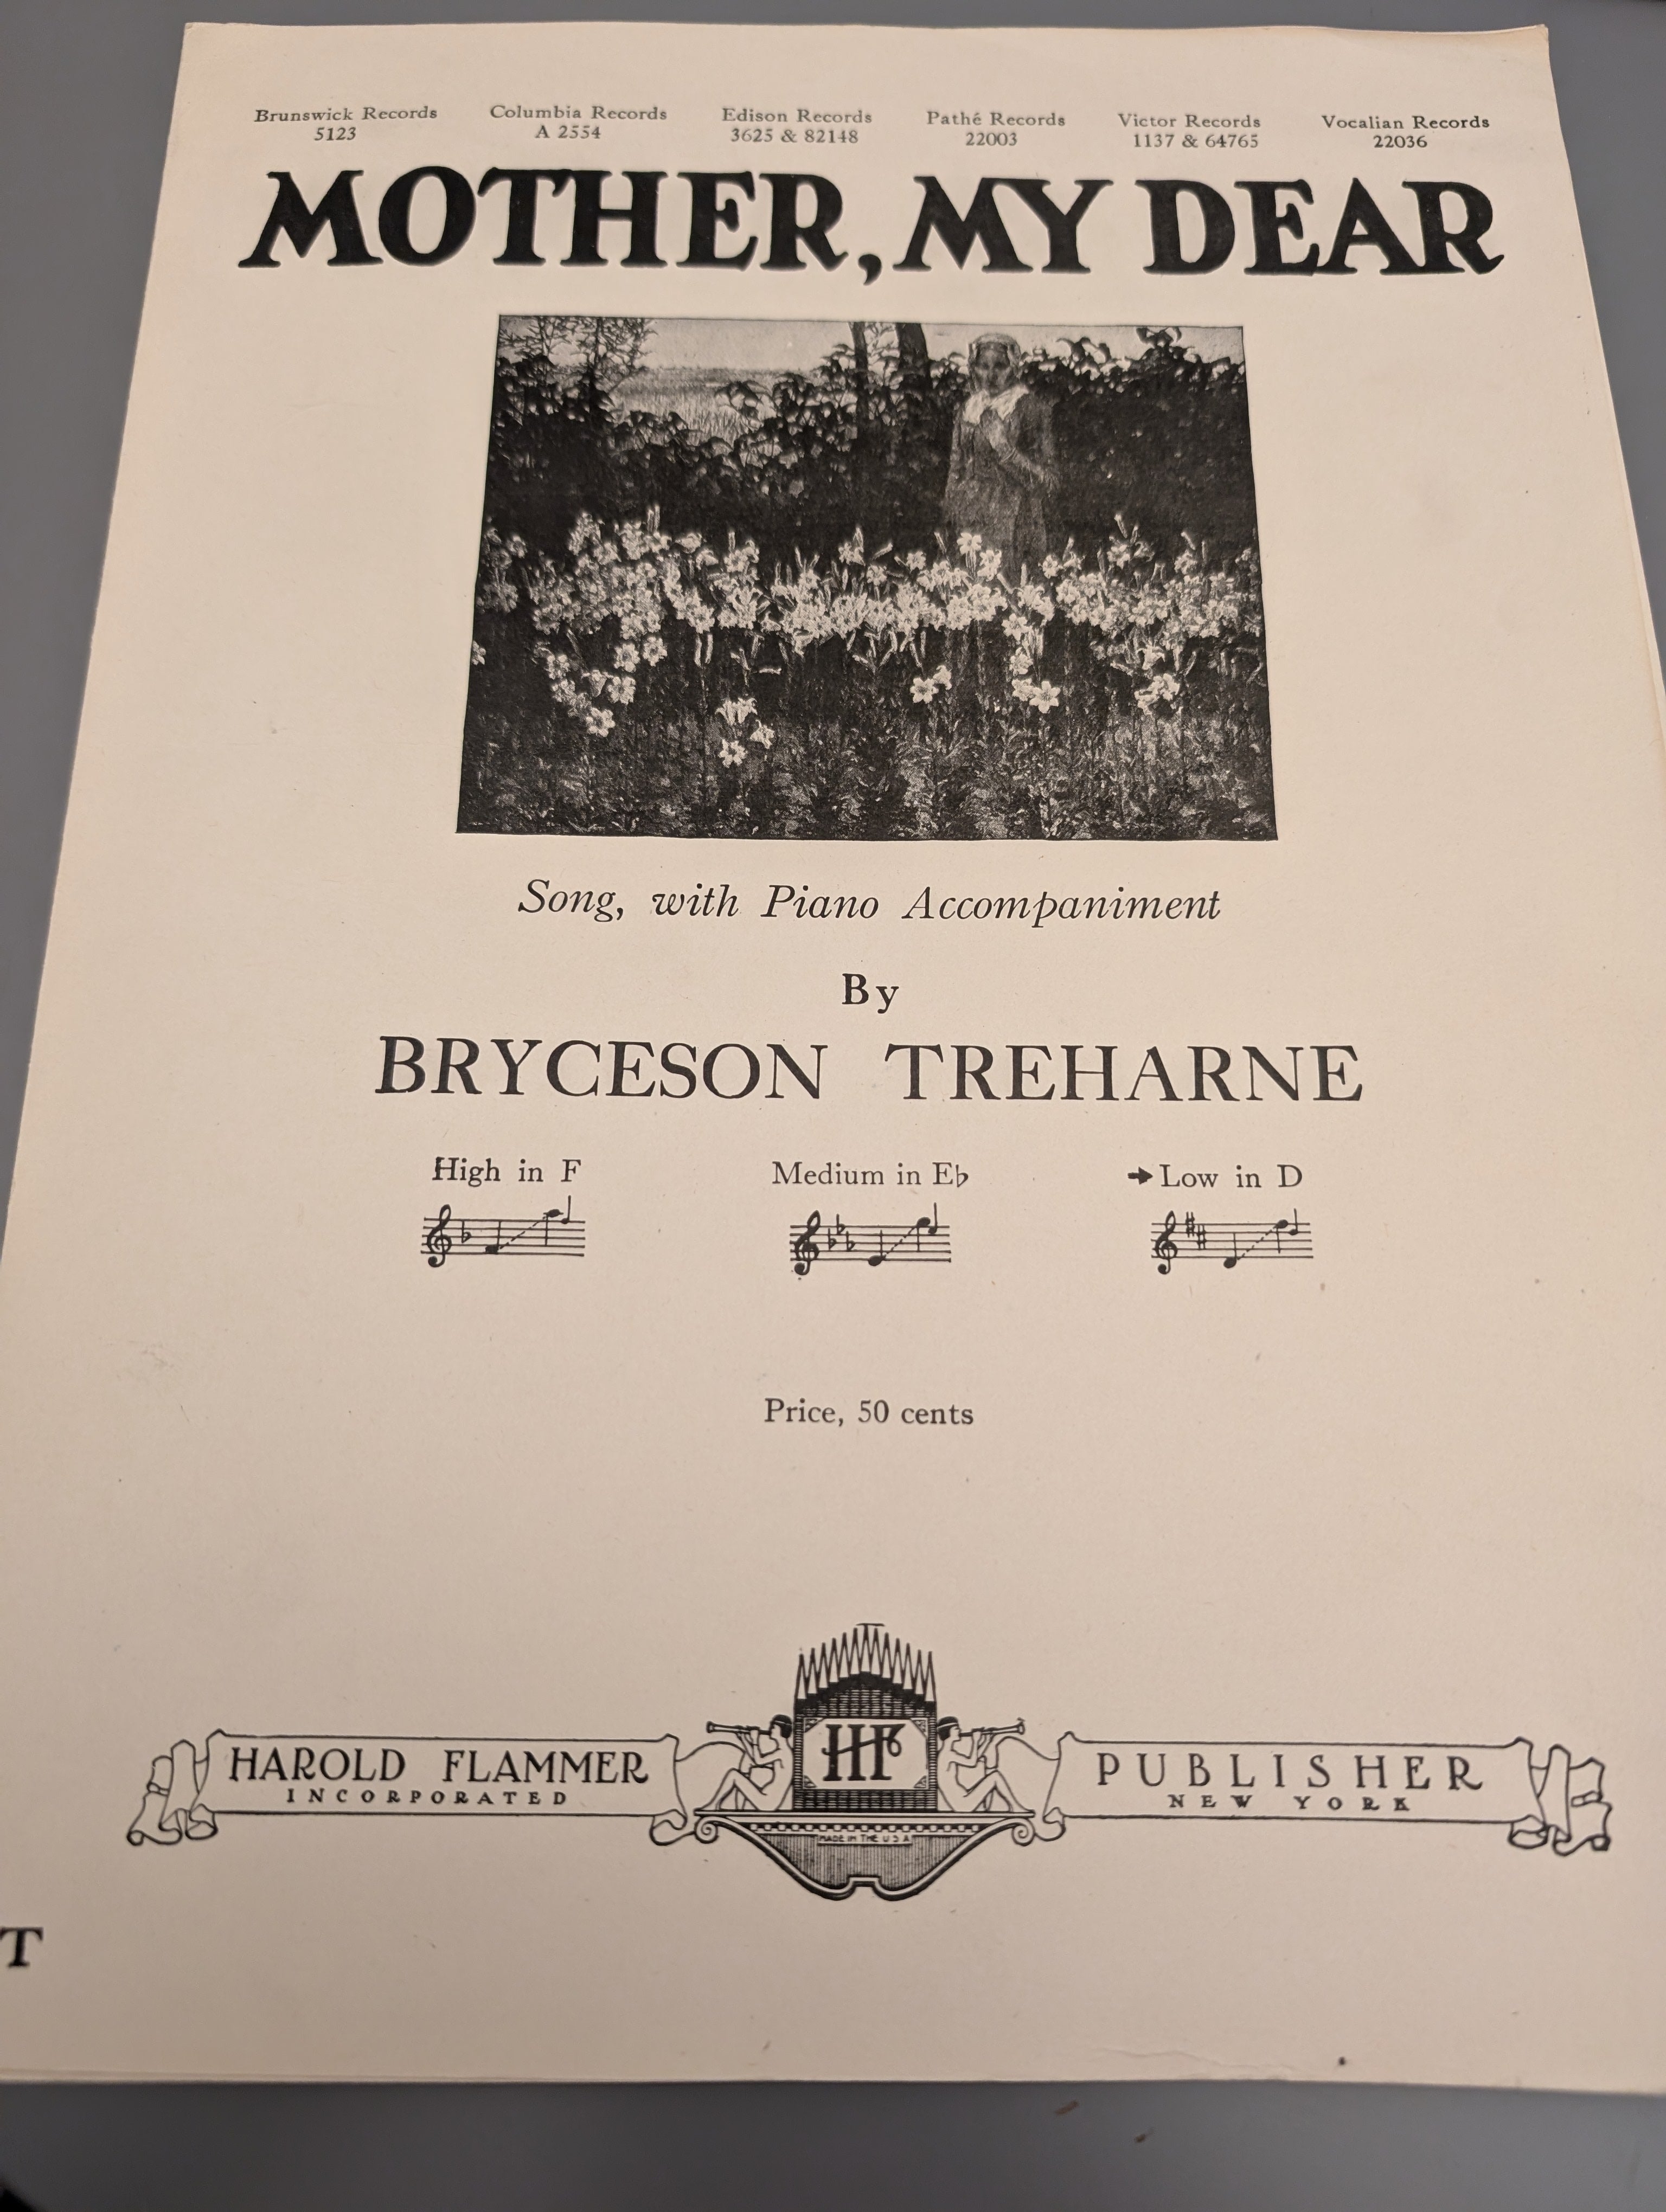 Brunswick Records Columbia Records Edison Records Pathé Records Victor Records Vocalian Records
5123 A 2554 3625 & 82148 22003 1137 & 64765 22036
MOTHER, MY DEAR
Song, with Piano Accompaniment
By
BRYCESON TREHARNE
High in F Medium in E♭ ➔Low in D
Price, 50 cents
HF
HAROLD FLAMMER PUBLISHER
INCORPORATED NEW YORK
MADE IN THE U S A
T